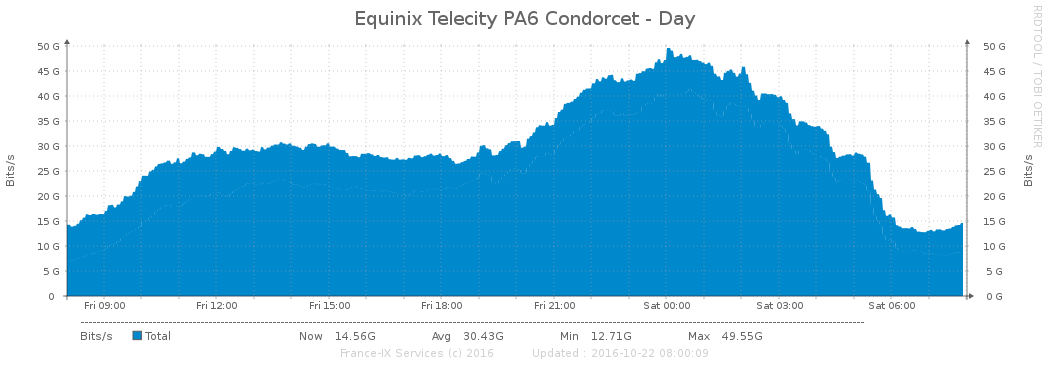 Equinix Telecity PA6 Condorcet - Day
RRDTOOL / TOBI OETIKER
Bits/s
50 G
45 G
40 G
35 G
30 G
25 G
20 G
15 G
10 G
5 G
0
50 G
45 G
40 G
35 G
30 G
25 G
20 G
15 G
10 G
5 G
0 G
Bits/s
Fri 09:00 Fri 12:00 Fri 15:00 Fri 18:00 Fri 21:00 Sat 00:00 Sat 03:00 Sat 06:00
Bits/s Total Now 14.56G Avg 30.43G Min 12.71G Max 49.55G
France-IX Services (c) 2016 Updated : 2016-10-22 08:00:09